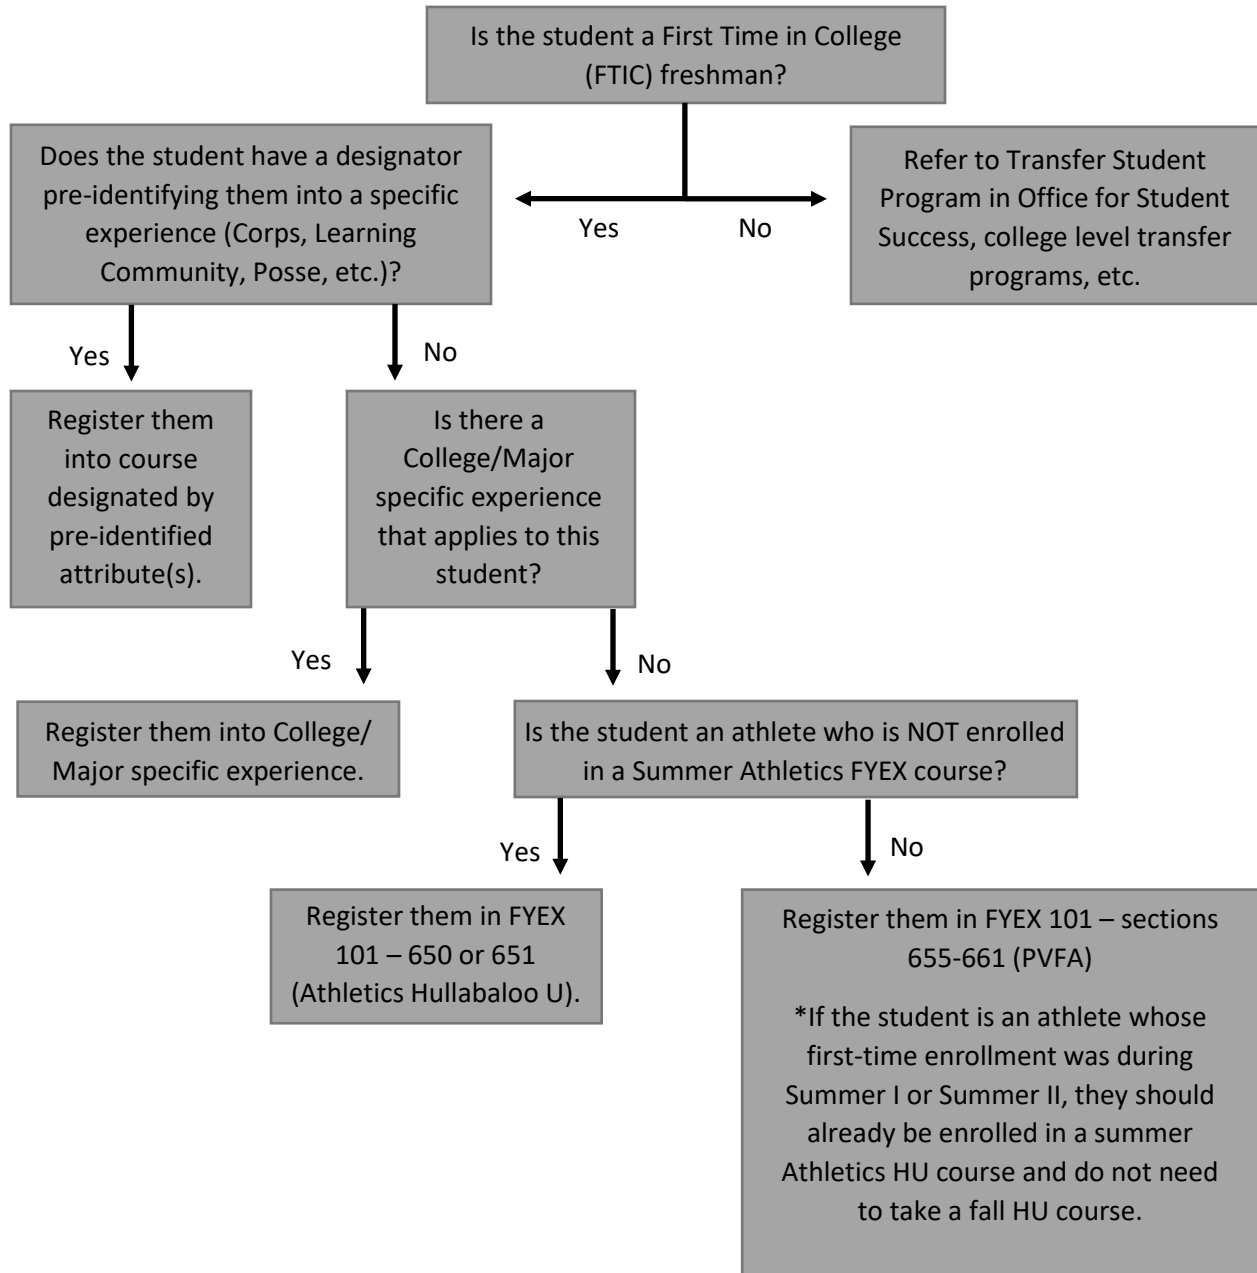 Is the student a First Time in College
(FTIC) freshman?
Does the student have a designator
pre-identifying them into a specific
experience (Corps, Learning
Community, Posse, etc.)?
Yes
No
Refer to Transfer Student
Program in Office for Student
Success, college level transfer
programs, etc.
Yes
No
Register them
into course
designated by
pre-identified
attribute(s).
Is there a
College/Major
specific experience
that applies to this
student?
Yes
No
Register them into College/
Major specific experience.
Is the student an athlete who is NOT enrolled
in a Summer Athletics FYEX course?
Yes
No
Register them in FYEX
101 – 650 or 651
(Athletics Hullabaloo U).
Register them in FYEX 101 – sections
655-661 (PVFA)
*If the student is an athlete whose
first-time enrollment was during
Summer I or Summer II, they should
already be enrolled in a summer
Athletics HU course and do not need
to take a fall HU course.